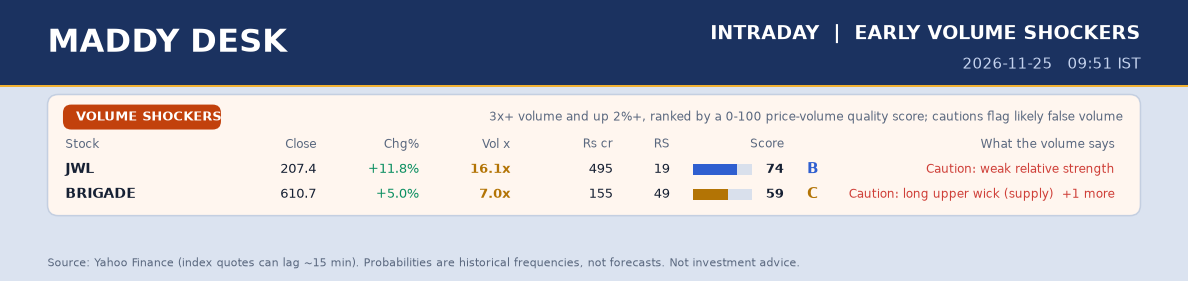 MADDY DESK
INTRADAY | EARLY VOLUME SHOCKERS
2026-11-25 09:51 IST
VOLUME SHOCKERS
3x+ volume and up 2%+, ranked by a 0-100 price-volume quality score; cautions flag likely false volume
Stock Close Chg% Vol x Rs cr RS Score What the volume says
JWL 207.4 +11.8% 16.1x 495 19 74 B Caution: weak relative strength
BRIGADE 610.7 +5.0% 7.0x 155 49 59 C Caution: long upper wick (supply) +1 more
Source: Yahoo Finance (index quotes can lag ~15 min). Probabilities are historical frequencies, not forecasts. Not investment advice.